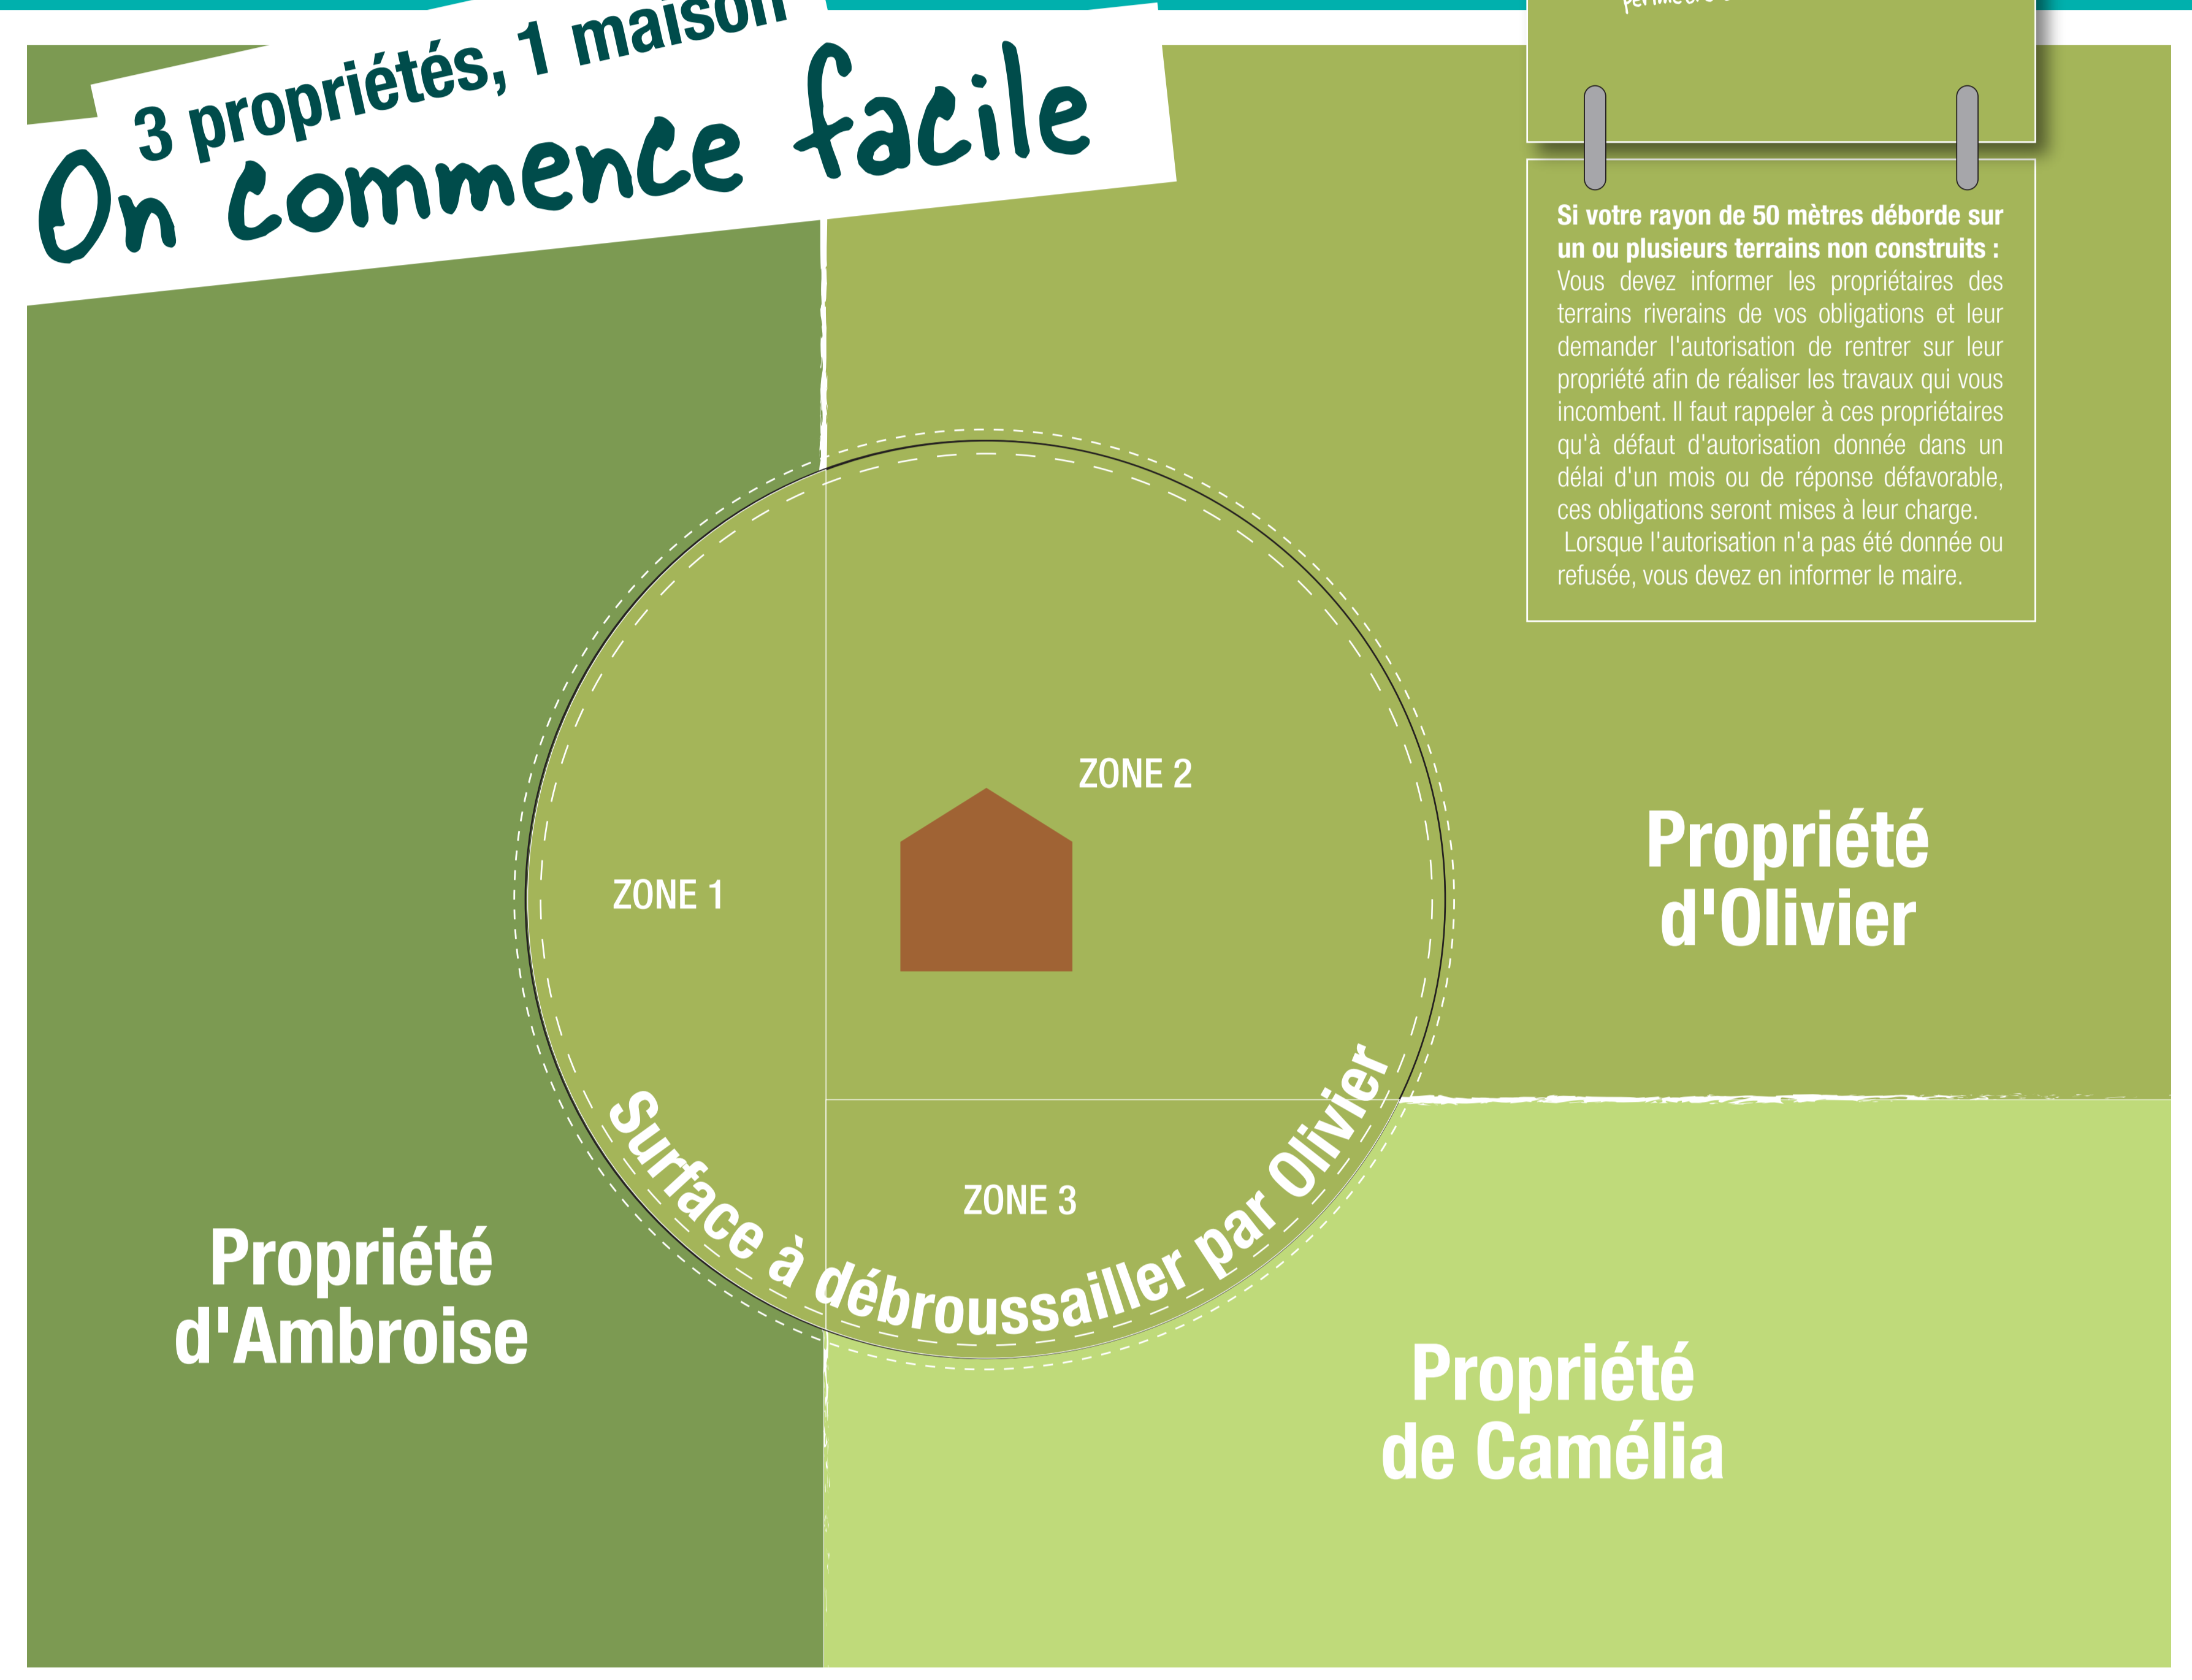 3 propriétés, 1 maison
On commence facile
Si votre rayon de 50 mètres déborde sur
un ou plusieurs terrains non construits :
Vous devez informer les propriétaires des
terrains riverains de vos obligations et leur
demander l'autorisation de rentrer sur leur
propriété afin de réaliser les travaux qui vous
incombent. Il faut rappeler à ces propriétaires
qu'à défaut d'autorisation donnée dans un
délai d'un mois ou de réponse défavorable,
ces obligations seront mises à leur charge.
Lorsque l'autorisation n'a pas été donnée ou
refusée, vous devez en informer le maire.
ZONE 2
ZONE 1
Propriété
d'Olivier
ZONE 3
Surface à débroussailler par Olivier
Propriété
d'Ambroise
Propriété
de Camélia